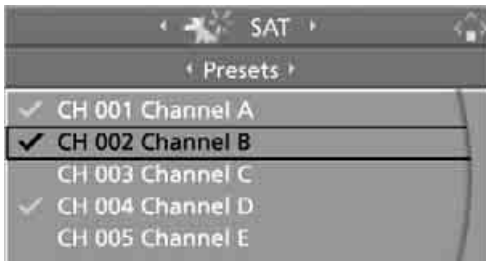 SAT
Presets
CH 001 Channel A
CH 002 Channel B
CH 003 Channel C
CH 004 Channel D
CH 005 Channel E